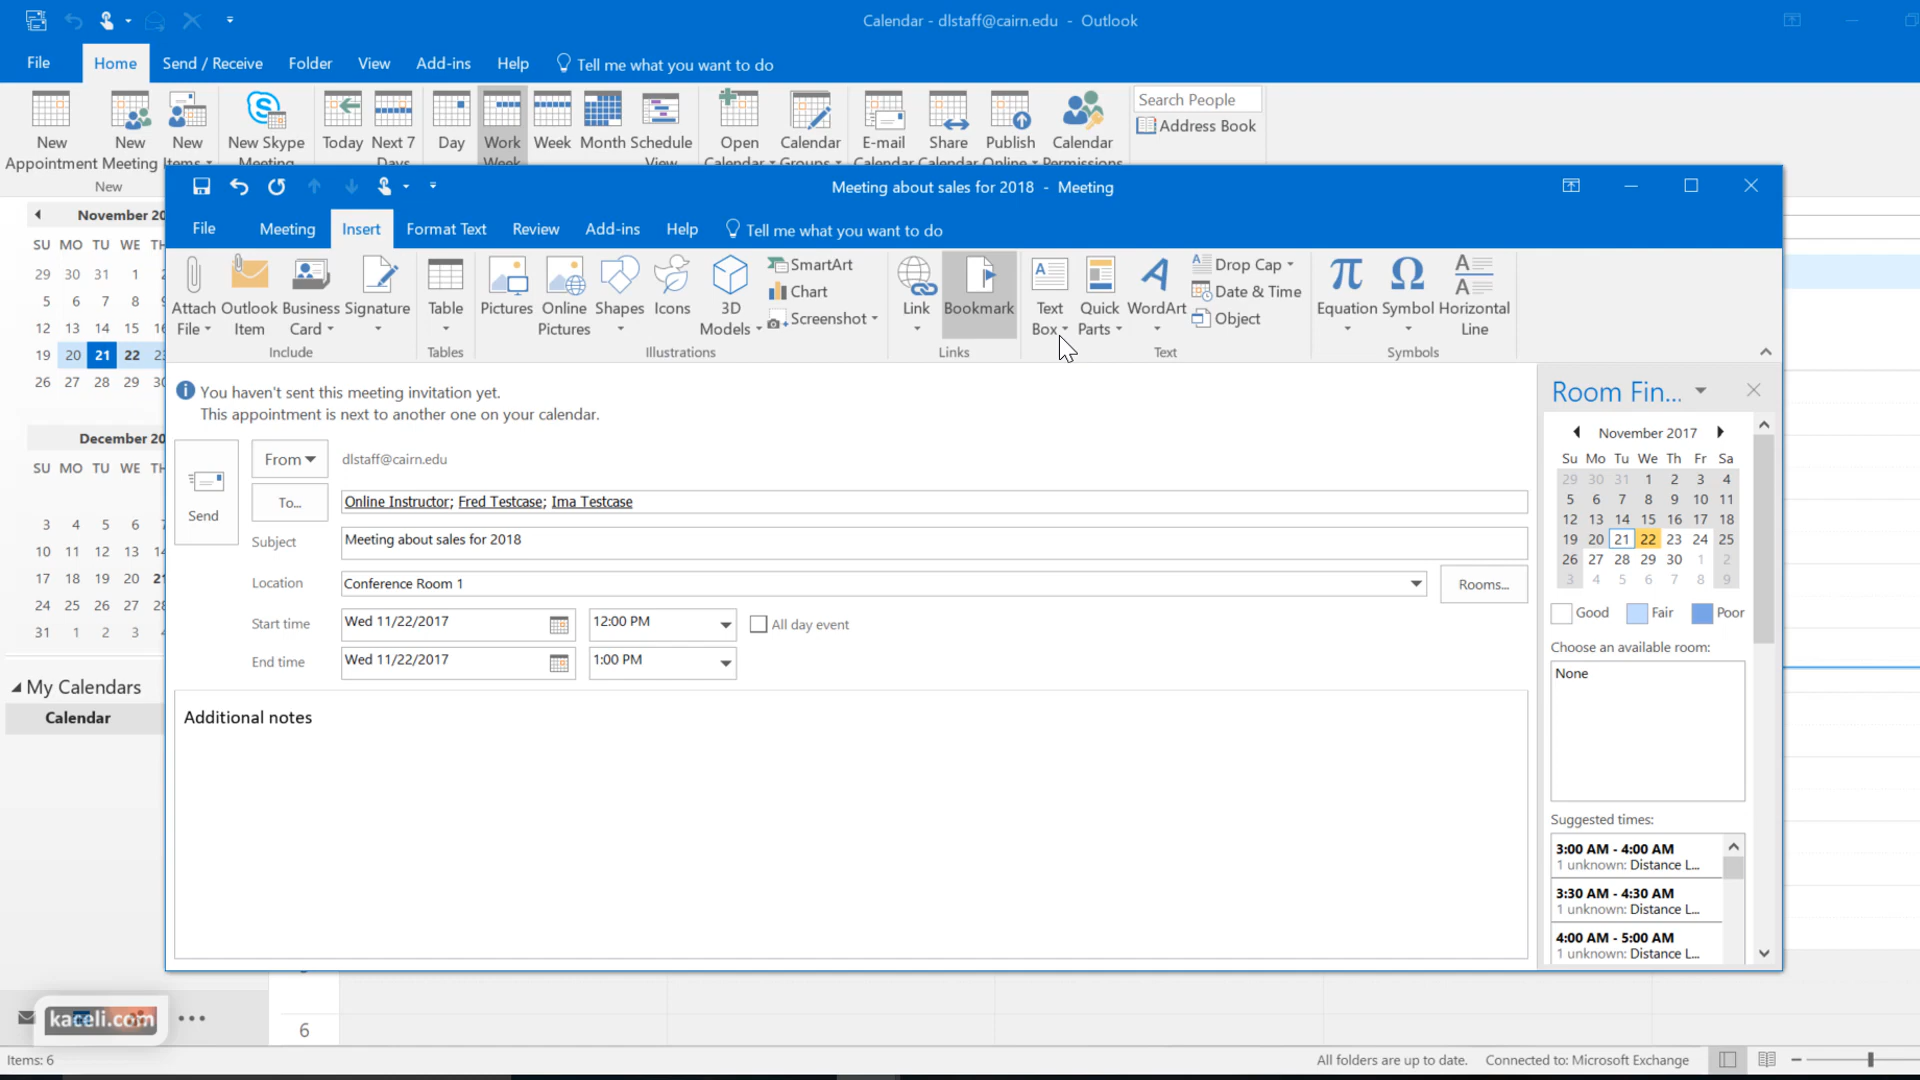 Calendar - dlstaff@cairn.edu - Outlook
File Home Send / Receive Folder View Add-ins Help Tell me what you want to do
New Appointment
New Meeting
New Items
New Skype Meeting
Today
Next 7 Days
Day
Work Week
Week
Month
Schedule View
Open Calendar
Calendar Groups
E-mail Calendar
Share Calendar
Publish Online
Calendar Permissions
Search People
Address Book
New
November 20
SU MO TU WE TH
29 30 31 1 2
5 6 7 8 9
12 13 14 15 16
19 20 21 22 23
26 27 28 29 30
December 20
SU MO TU WE TH
3 4 5 6 7
10 11 12 13 14
17 18 19 20 21
24 25 26 27 28
31 1 2 3 4
My Calendars
Calendar
Meeting about sales for 2018 - Meeting
File Meeting Insert Format Text Review Add-ins Help Tell me what you want to do
Attach File
Outlook Item
Business Card
Signature
Include
Table
Tables
Pictures
Online Pictures
Shapes
Icons
3D Models
SmartArt
Chart
Screenshot
Illustrations
Link
Bookmark
Links
Text Box
Quick Parts
WordArt
Drop Cap
Date & Time
Object
Text
Equation
Symbol
Horizontal Line
Symbols
You haven't sent this meeting invitation yet.
This appointment is next to another one on your calendar.
Send
From dlstaff@cairn.edu
To... Online Instructor; Fred Testcase; Ima Testcase
Subject Meeting about sales for 2018
Location Conference Room 1 Rooms...
Start time Wed 11/22/2017 12:00 PM All day event
End time Wed 11/22/2017 1:00 PM
Additional notes
Room Fin...
November 2017
Su Mo Tu We Th Fr Sa
29 30 31 1 2 3 4
5 6 7 8 9 10 11
12 13 14 15 16 17 18
19 20 21 22 23 24 25
26 27 28 29 30 1 2
3 4 5 6 7 8 9
Good Fair Poor
Choose an available room:
None
Suggested times:
3:00 AM - 4:00 AM
1 unknown: Distance L...
3:30 AM - 4:30 AM
1 unknown: Distance L...
4:00 AM - 5:00 AM
1 unknown: Distance L...
kaceli.com
6
Items: 6
All folders are up to date. Connected to: Microsoft Exchange